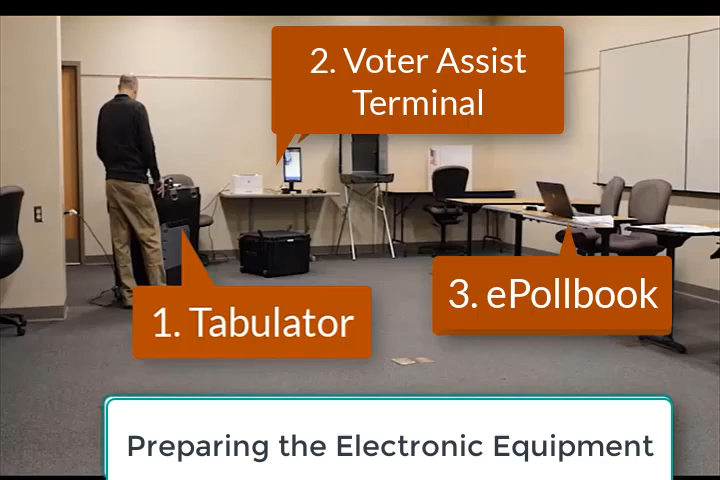 2. Voter Assist
Terminal
3. ePollbook
1. Tabulator
Preparing the Electronic Equipment